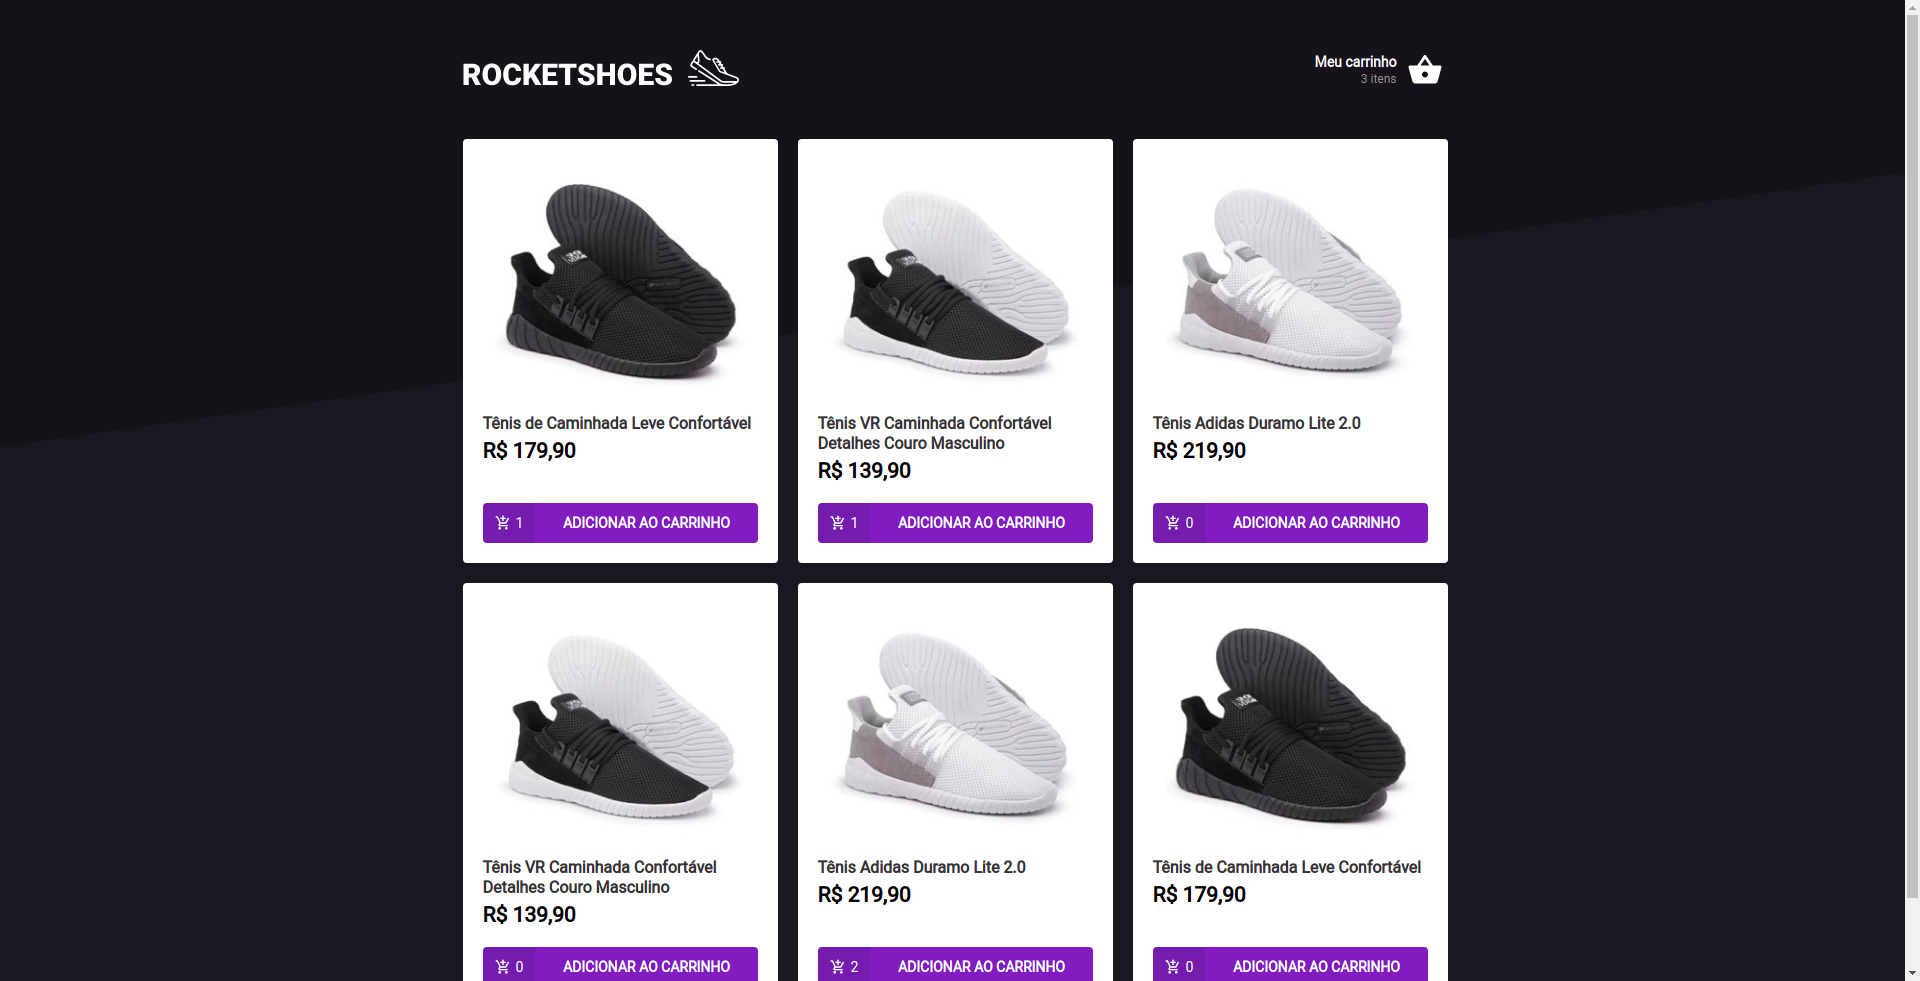 ROCKETSHOES
Meu carrinho
3 itens
Tênis de Caminhada Leve Confortável
R$ 179,90
1 ADICIONAR AO CARRINHO
Tênis VR Caminhada Confortável
Detalhes Couro Masculino
R$ 139,90
1 ADICIONAR AO CARRINHO
Tênis Adidas Duramo Lite 2.0
R$ 219,90
0 ADICIONAR AO CARRINHO
Tênis VR Caminhada Confortável
Detalhes Couro Masculino
R$ 139,90
0 ADICIONAR AO CARRINHO
Tênis Adidas Duramo Lite 2.0
R$ 219,90
2 ADICIONAR AO CARRINHO
Tênis de Caminhada Leve Confortável
R$ 179,90
0 ADICIONAR AO CARRINHO